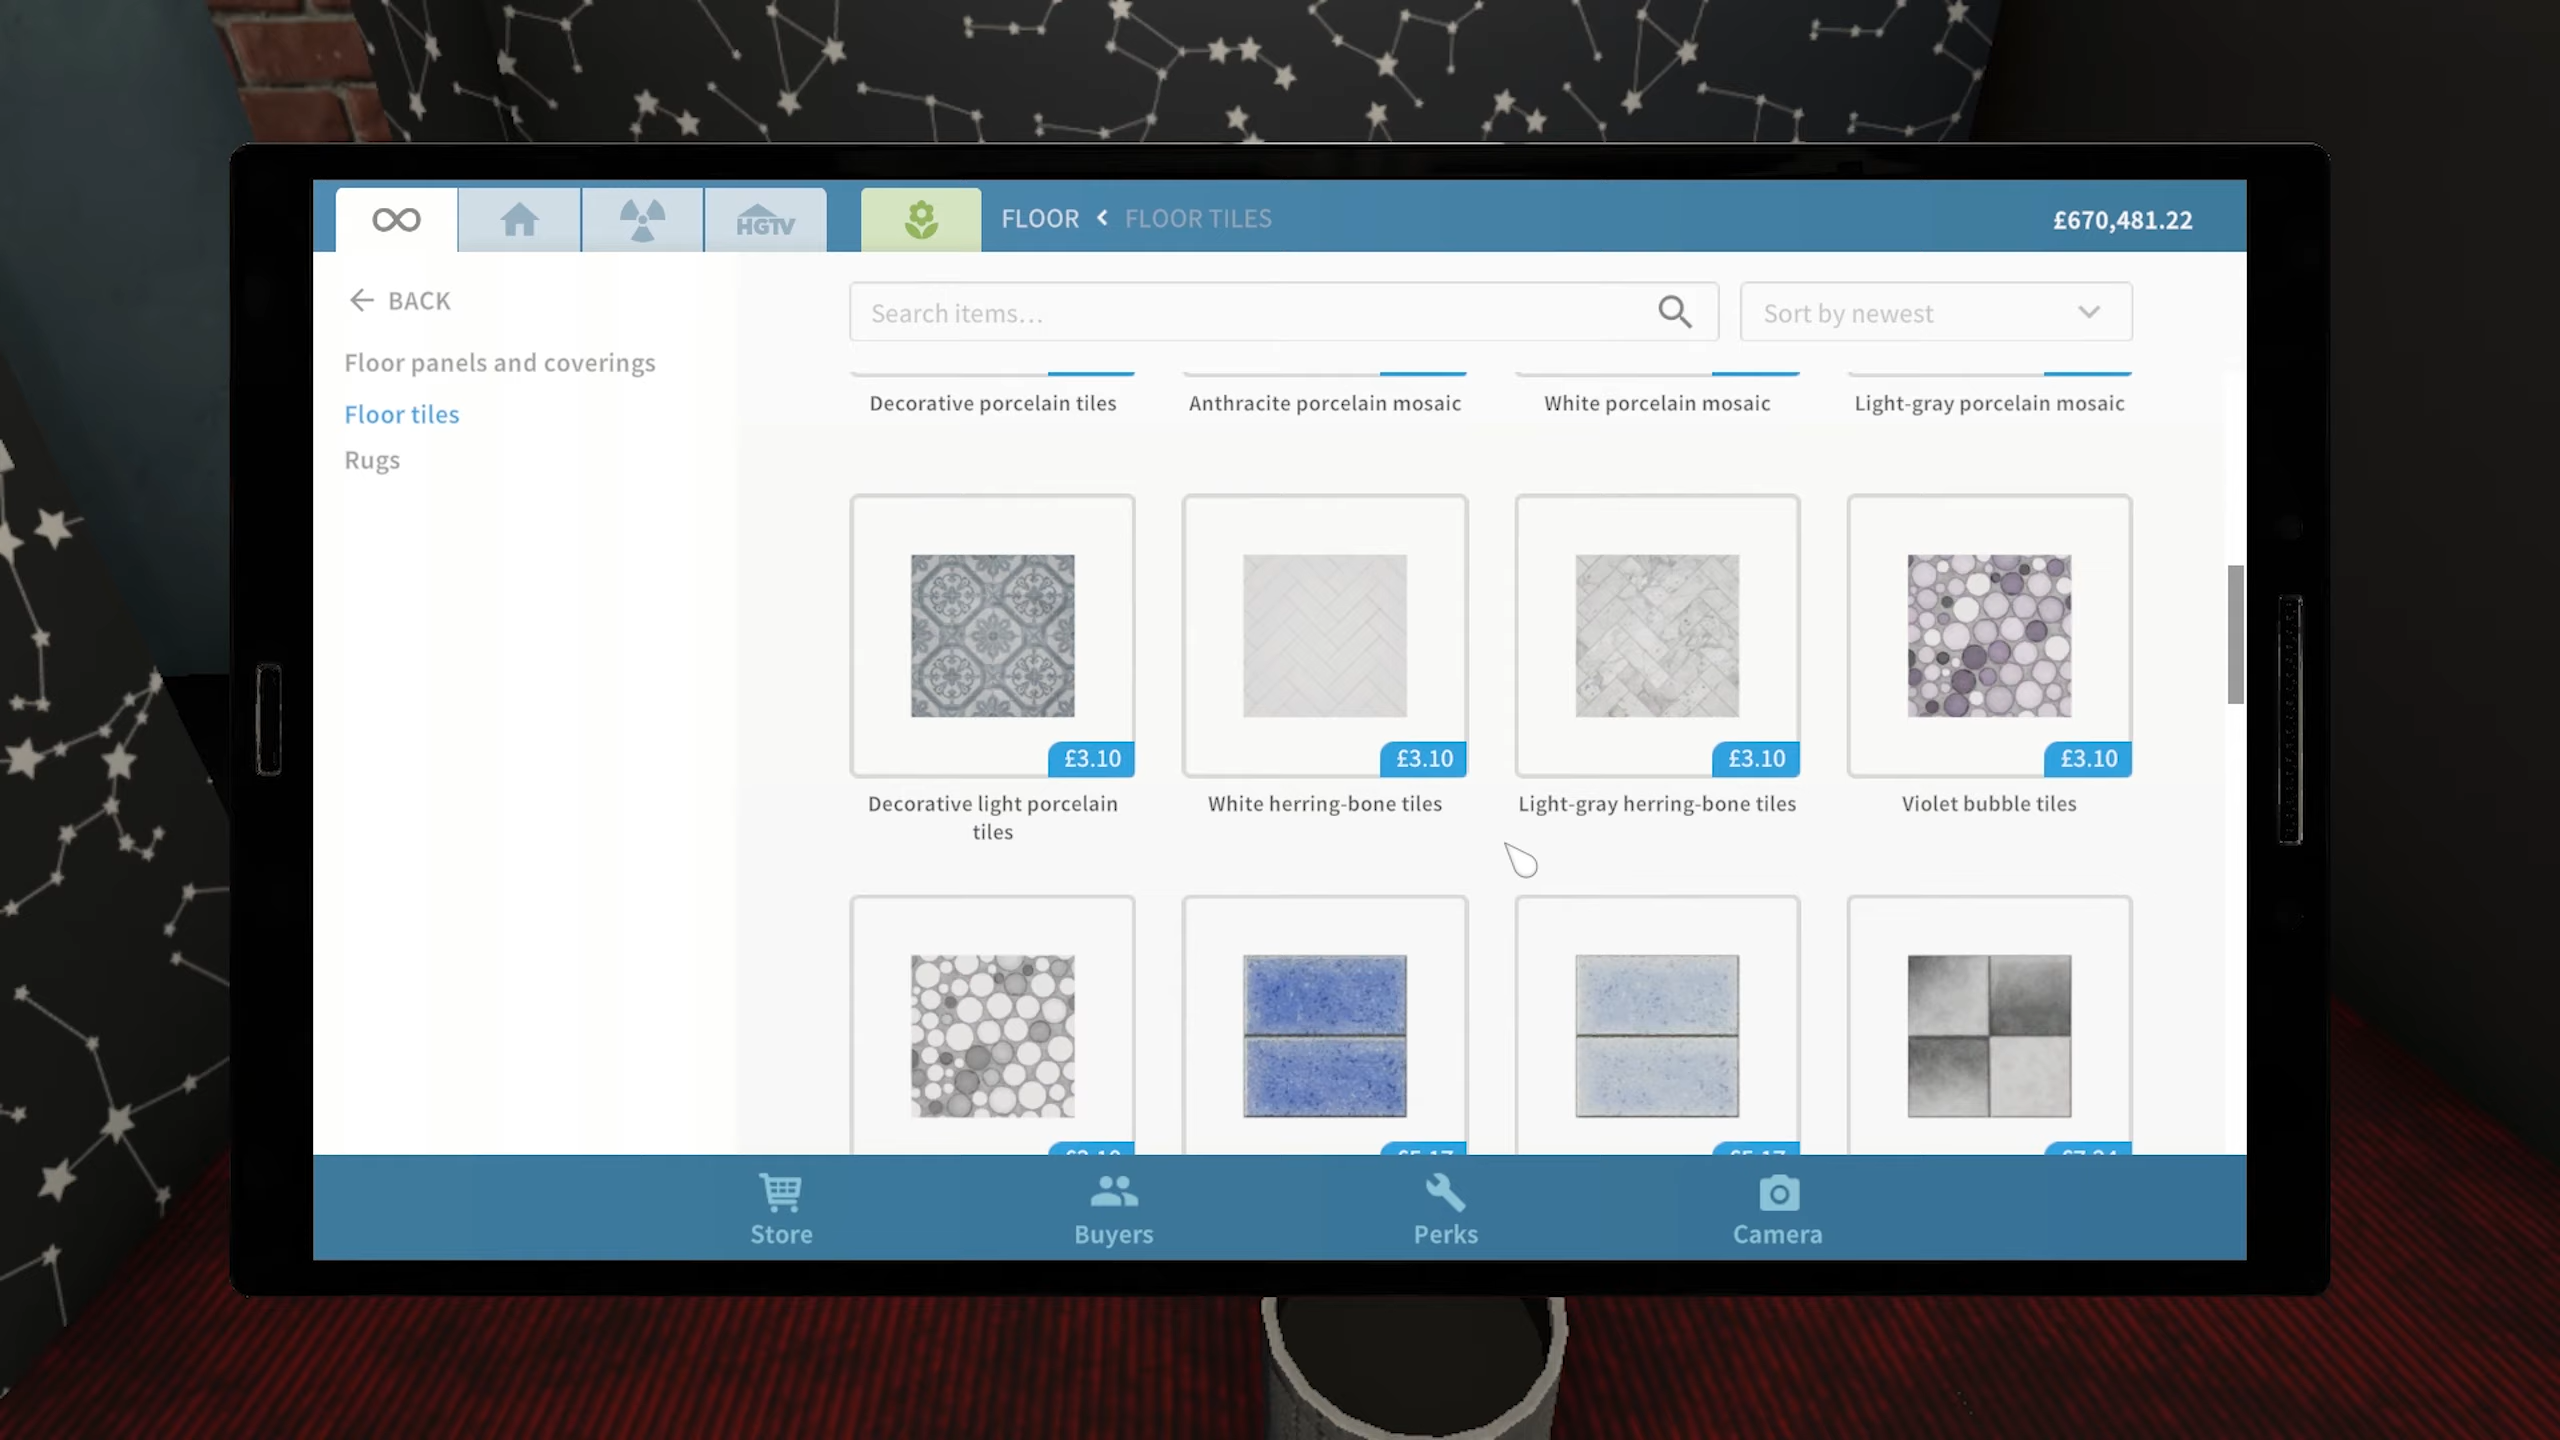 HGTV
FLOOR < FLOOR TILES
£670,481.22
BACK
Search items...
Sort by newest
Floor panels and coverings
Floor tiles
Rugs
Decorative porcelain tiles
Anthracite porcelain mosaic
White porcelain mosaic
Light-gray porcelain mosaic
£3.10
£3.10
£3.10
£3.10
Decorative light porcelain
tiles
White herring-bone tiles
Light-gray herring-bone tiles
Violet bubble tiles
Store
Buyers
Perks
Camera